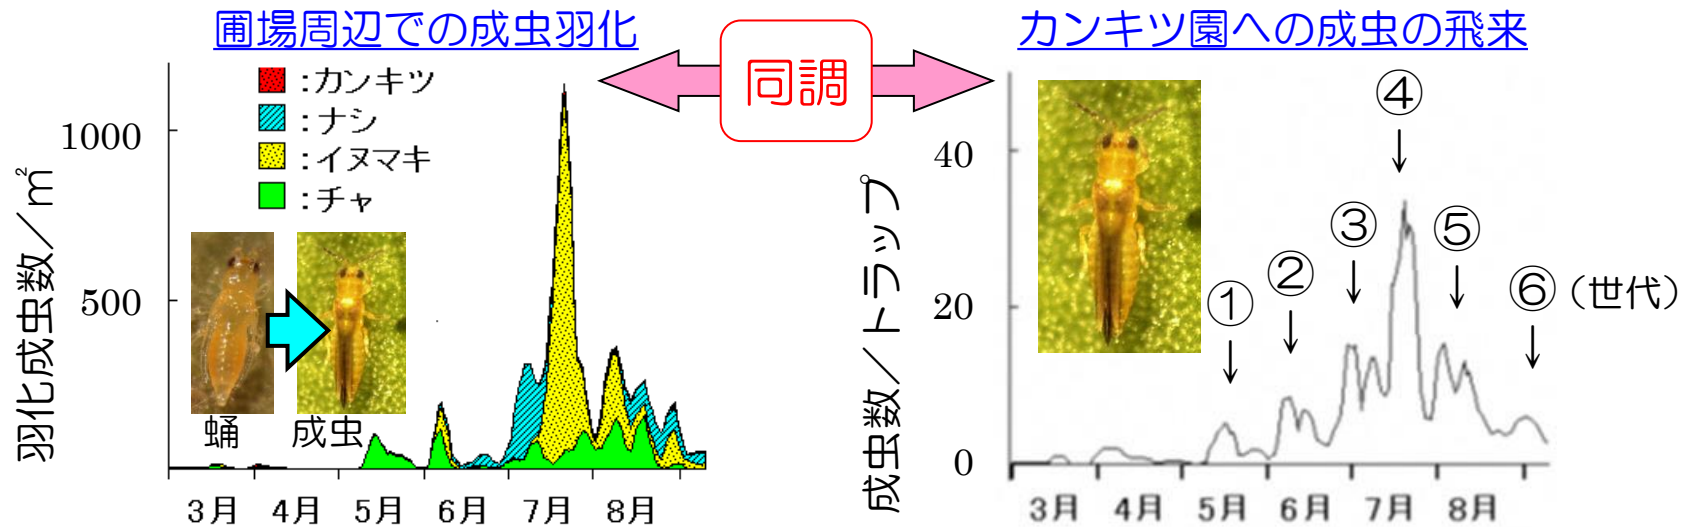 圃場周辺での成虫羽化
同調
カンキツ園への成虫の飛来
:カンキツ
:ナシ
:イヌマキ
:チャ
1000
500
羽化成虫数/㎡
蛹
成虫
3月 4月 5月 6月 7月 8月
成虫数/トラップ
40
20
0
①
②
③
④
⑤
⑥(世代)
3月 4月 5月 6月 7月 8月